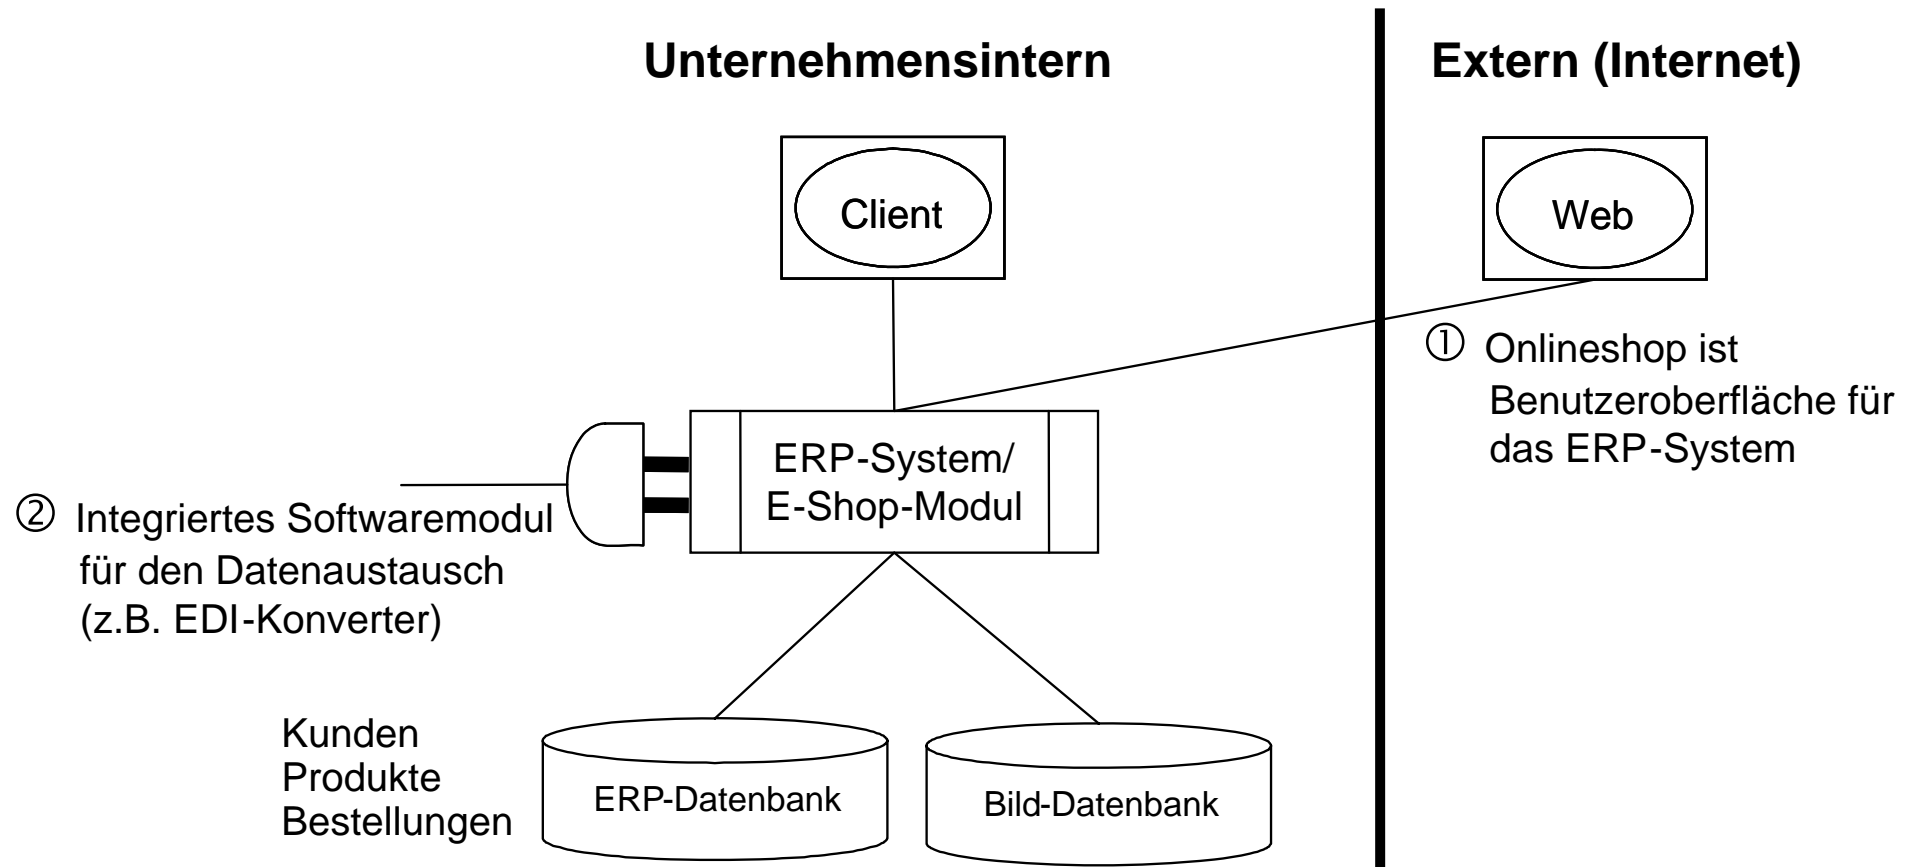 Unternehmensintern
Extern (Internet)
Client
Web
① Onlineshop ist
Benutzeroberfläche für
das ERP-System
ERP-System/
E-Shop-Modul
② Integriertes Softwaremodul
für den Datenaustausch
(z.B. EDI-Konverter)
Kunden
Produkte
Bestellungen
ERP-Datenbank
Bild-Datenbank